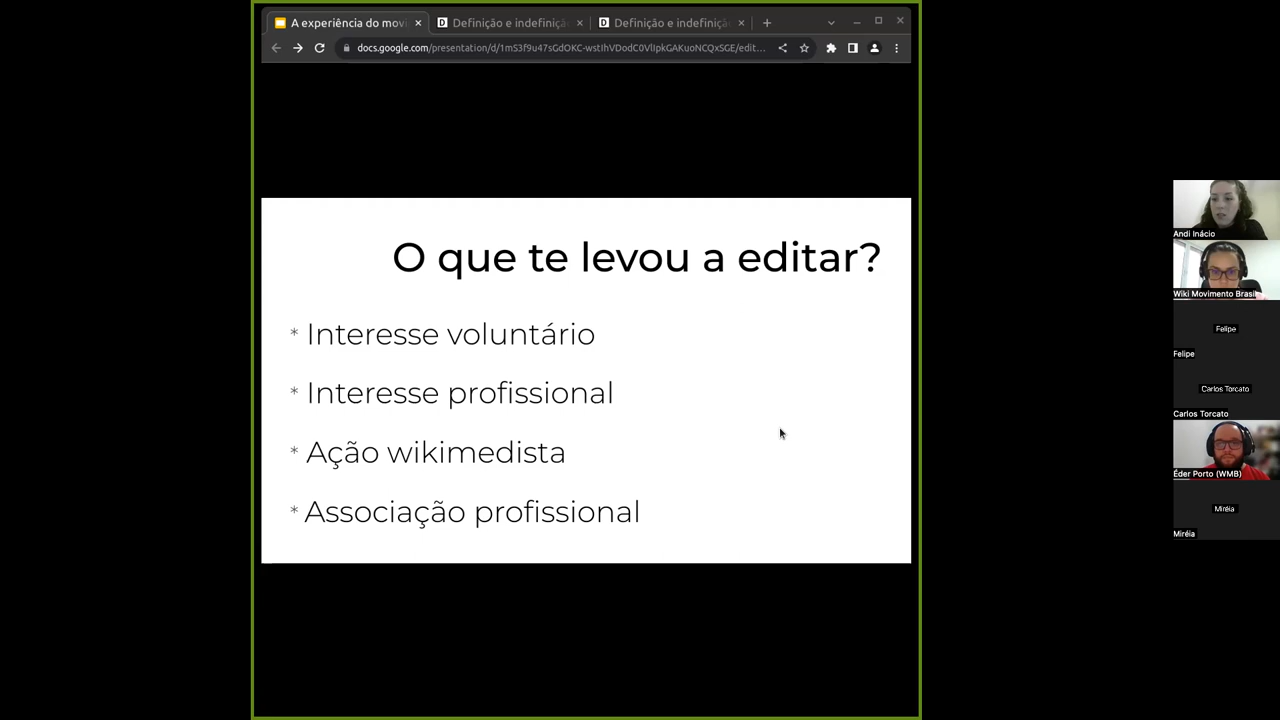 A experiência do mov
Definição e indefiniçã
Definição e indefiniçã
docs.google.com/presentation/d/1mS3f9u47sGdOKC-wstIhVDodC0VlIpkGAKuoNCQxSGE/edit...
O que te levou a editar?
* Interesse voluntário
* Interesse profissional
* Ação wikimedista
* Associação profissional
Andi Inácio
Wiki Movimento Brasil
Felipe
Felipe
Carlos Torcato
Carlos Torcato
Éder Porto (WMB)
Miréia
Miréia